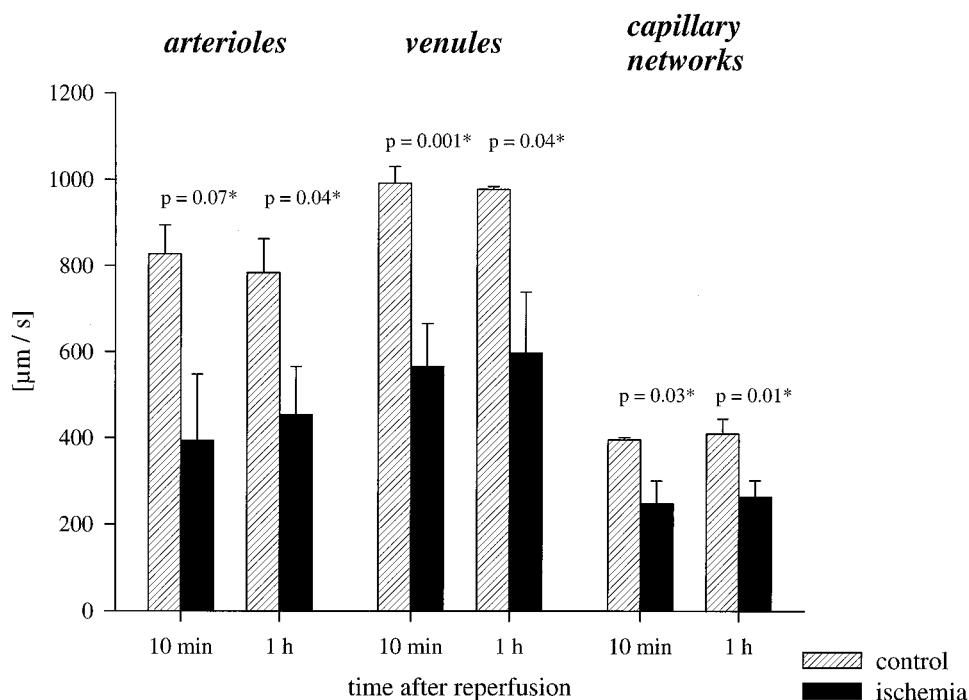 arterioles
venules
capillary
networks
1200
1000
800
600
400
200
0
[µm / s]
p = 0.07*
p = 0.04*
p = 0.001*
p = 0.04*
p = 0.03*
p = 0.01*
10 min
1 h
10 min
1 h
10 min
1 h
time after reperfusion
control
ischemia